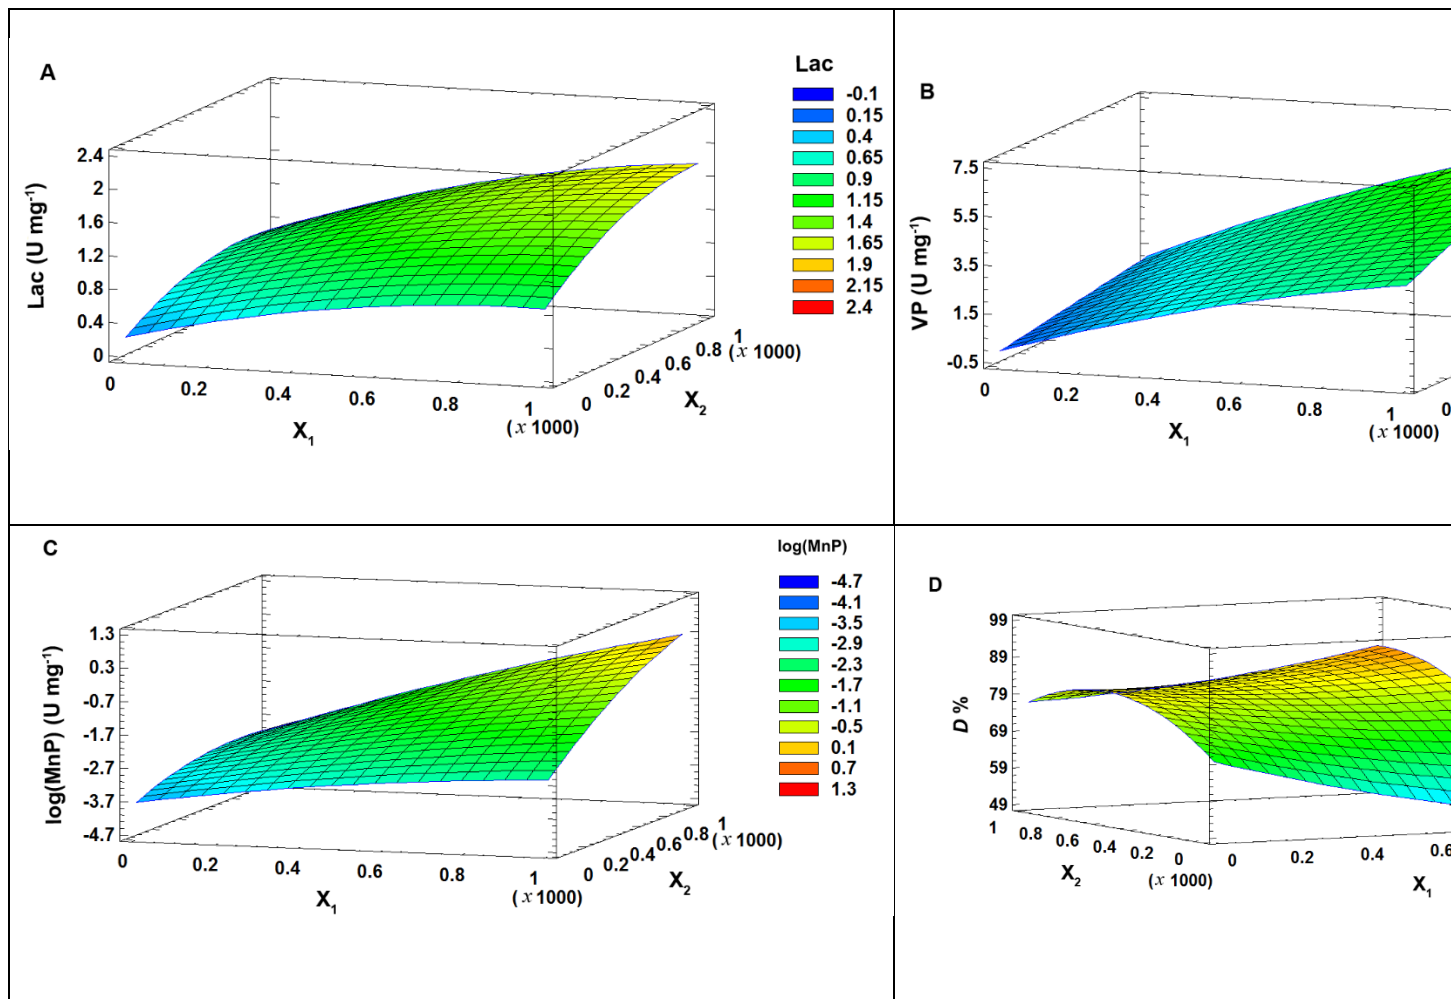 A
Lac
-0.1
0.15
0.4
0.65
0.9
1.15
1.4
1.65
1.9
2.15
2.4
Lac (U mg⁻¹)
2.4
2
1.6
1.2
0.8
0.4
0
0 0.2 0.4 0.6 0.8 1
(x 1000)
X₁
0 0.2 0.4 0.6 0.8 1
(x 1000)
X₂
B
VP (U mg⁻¹)
7.5
5.5
3.5
1.5
-0.5
0 0.2 0.4 0.6 0.8 1
(x 1000)
X₁
0
C
log(MnP)
-4.7
-4.1
-3.5
-2.9
-2.3
-1.7
-1.1
-0.5
0.1
0.7
1.3
log(MnP) (U mg⁻¹)
1.3
0.3
-0.7
-1.7
-2.7
-3.7
-4.7
0 0.2 0.4 0.6 0.8 1
(x 1000)
X₁
0 0.2 0.4 0.6 0.8 1
(x 1000)
X₂
D
D %
99
89
79
69
59
49
1 0.8 0.6 0.4 0.2 0
(x 1000)
X₂
0 0.2 0.4 0.6
X₁